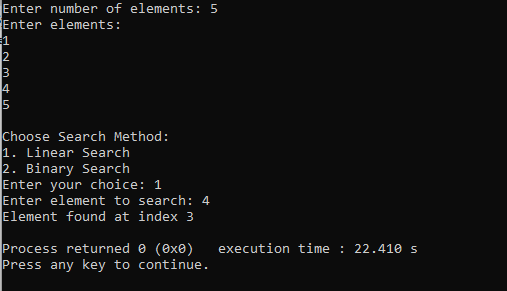 Enter number of elements: 5
Enter elements:
1
2
3
4
5
Choose Search Method:
1. Linear Search
2. Binary Search
Enter your choice: 1
Enter element to search: 4
Element found at index 3
Process returned 0 (0x0)   execution time : 22.410 s
Press any key to continue.